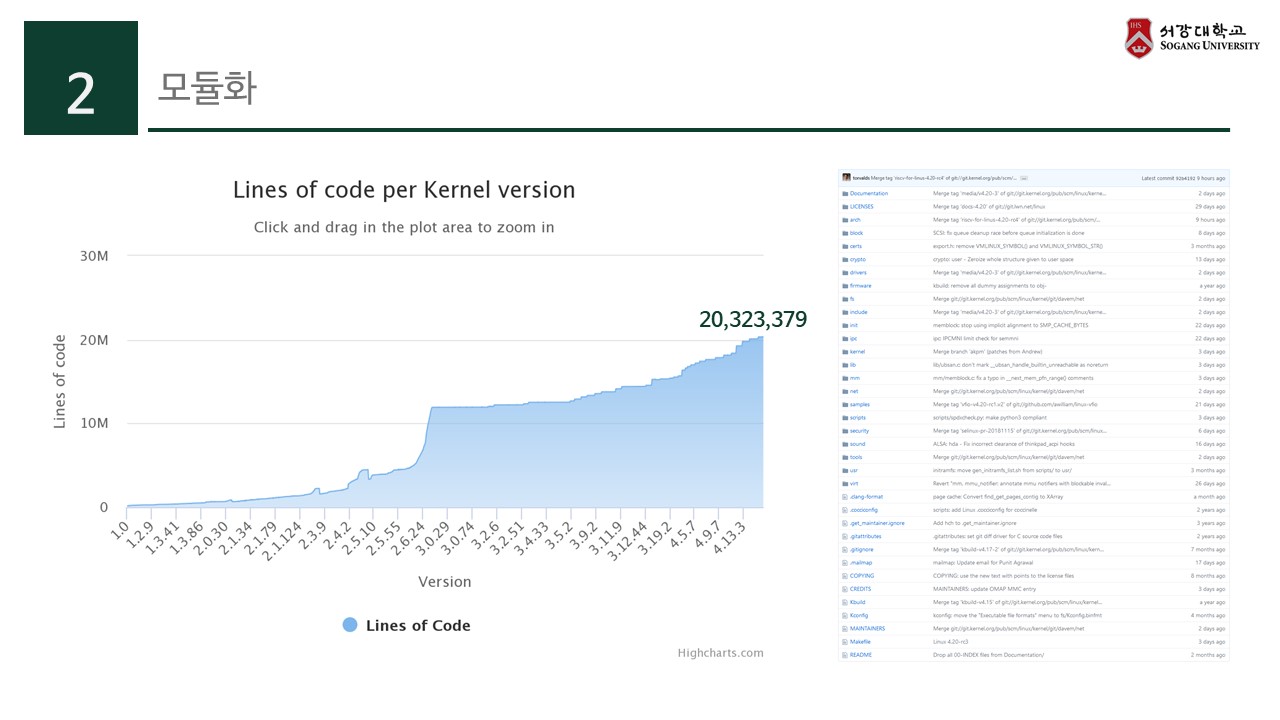 2
모듈화
IHS
서강대학교
SOGANG UNIVERSITY
Lines of code per Kernel version
Click and drag in the plot area to zoom in
30M
20M
10M
0
Lines of code
20,323,379
1.0
1.2.9
1.3.41
1.3.86
2.0.30
2.1.34
2.1.79
2.1.124
2.3.9
2.4.2
2.5.10
2.5.55
2.6.24
3.0.29
3.0.74
3.2.6
3.2.51
3.4.33
3.5.2
3.9.2
3.11.9
3.12.44
3.19.2
4.5.7
4.9.7
4.13.3
Version
Lines of Code
Highcharts.com
torvalds Merge tag 'riscv-for-linux-4.20-rc4' of git://git.kernel.org/pub/scm/... Latest commit 9 hours ago
Documentation Merge tag 'media/v4.20-3' of git://git.kernel.org/pub/scm/linux/kerne... 2 days ago
LICENSES Merge tag 'docs-4.20' of git://git.lwn.net/linux 29 days ago
arch Merge tag 'riscv-for-linux-4.20-rc4' of git://git.kernel.org/pub/scm/... 9 hours ago
block SCSI: fix queue cleanup race before queue initialization is done 8 days ago
certs export.h: remove VMLINUX_SYMBOL() and VMLINUX_SYMBOL_STR() 3 months ago
crypto crypto: user - Zeroize whole structure given to user space 13 days ago
drivers Merge tag 'media/v4.20-3' of git://git.kernel.org/pub/scm/linux/kerne... 2 days ago
firmware kbuild: remove all dummy assignments to obj- a year ago
fs Merge git://git.kernel.org/pub/scm/linux/kernel/git/davem/net 2 days ago
include Merge tag 'media/v4.20-3' of git://git.kernel.org/pub/scm/linux/kerne... 2 days ago
init memblock: stop using implicit alignment to SMP_CACHE_BYTES 22 days ago
ipc ipc: IPCMNI limit check for semmni 22 days ago
kernel Merge branch 'akpm' (patches from Andrew) 3 days ago
lib lib/ubsan.c: don't mark __ubsan_handle_builtin_unreachable as noreturn 3 days ago
mm mm/memblock.c: fix a typo in __next_mem_pfn_range() comments 3 days ago
net Merge git://git.kernel.org/pub/scm/linux/kernel/git/davem/net 2 days ago
samples Merge tag 'vfio-v4.20-rc1.v2' of git://github.com/awilliam/linux-vfio 21 days ago
scripts scripts/spdxcheck.py: make python3 compliant 3 days ago
security Merge tag 'selinux-pr-20181115' of git://git.kernel.org/pub/scm/linux... 6 days ago
sound ALSA: hda - Fix incorrect clearance of thinkpad_acpi hooks 16 days ago
tools Merge git://git.kernel.org/pub/scm/linux/kernel/git/davem/net 2 days ago
usr initramfs: move gen_initramfs_list.sh from scripts/ to usr/ 3 months ago
virt Revert "mm, mmu_notifier: annotate mmu notifiers with blockable inval... 26 days ago
.clang-format page cache: Convert find_get_pages_contig to XArray a month ago
.cocciconfig scripts: add Linux .cocciconfig for coccinelle 2 years ago
.get_maintainer.ignore Add hch to .get_maintainer.ignore 3 years ago
.gitattributes .gitattributes: set git diff driver for C source code files 2 years ago
.gitignore Merge tag 'kbuild-v4.17-2' of git://git.kernel.org/pub/scm/linux/kern... 7 months ago
.mailmap mailmap: Update email for Punit Agrawal 17 days ago
COPYING COPYING: use the new text with points to the license files 8 months ago
CREDITS MAINTAINERS: update OMAP MMC entry 3 days ago
Kbuild Merge tag 'kbuild-v4.15' of git://git.kernel.org/pub/scm/linux/kernel... a year ago
Kconfig kconfig: move the "Executable file formats" menu to fs/Kconfig.binfmt 4 months ago
MAINTAINERS Merge git://git.kernel.org/pub/scm/linux/kernel/git/davem/net 2 days ago
Makefile Linux 4.20-rc3 3 days ago
README Drop all 00-INDEX files from Documentation/ 2 months ago